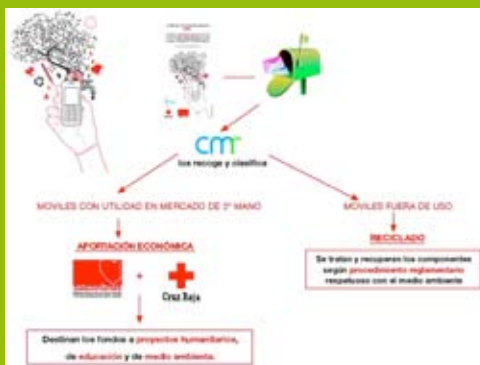 cmr
los recoge y clasifica
MOVILES CON UTILIDAD EN MERCADO DE 2ª MANO
MOVILES FUERA DE USO
APORTACIÓN ECONÓMICA
RECICLADO
+
Cruz Roja
Se tratan y recuperan los componentes
según procedimiento reglamentario
respetuoso con el medio ambiente
Destinan los fondos a proyectos humanitarios,
de educación y de medio ambiente.